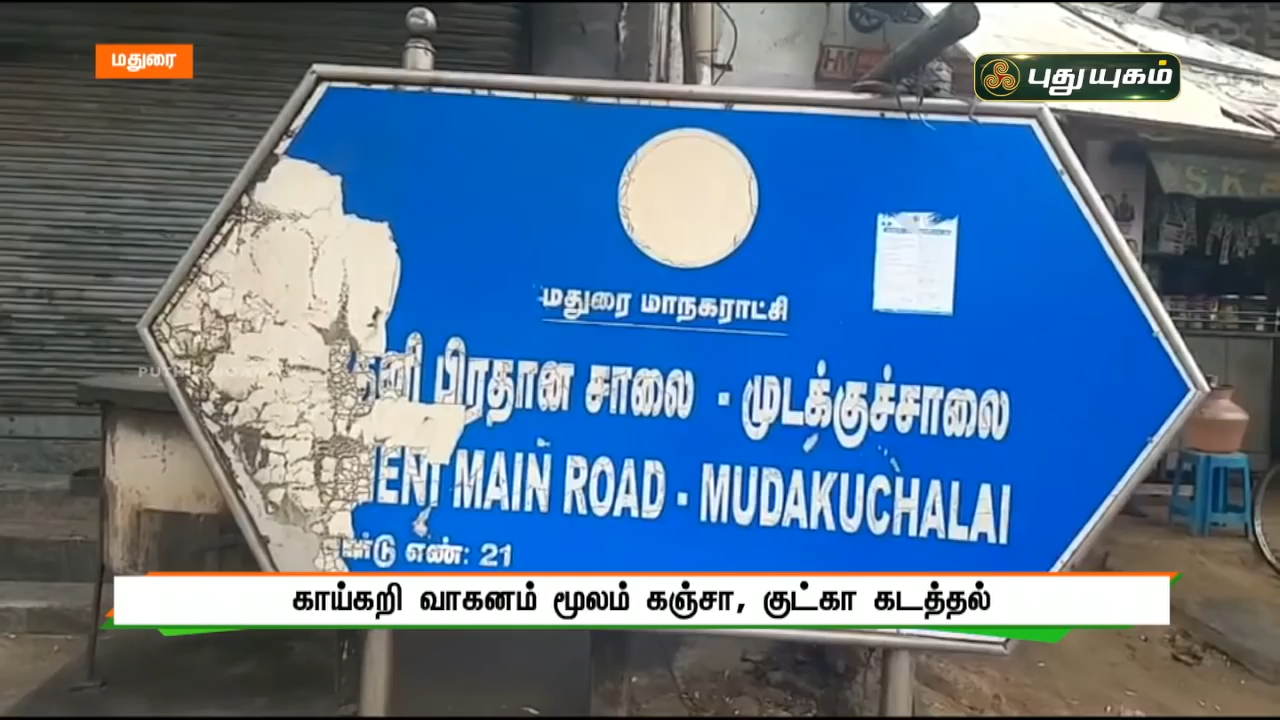 மதுரை
புதுயுகம்
மதுரை மாநகராட்சி
பிரதான சாலை - முடக்குச்சாலை
MAIN ROAD - MUDAKUCHALAI
எண்: 21
காய்கறி வாகனம் மூலம் கஞ்சா, குட்கா கடத்தல்